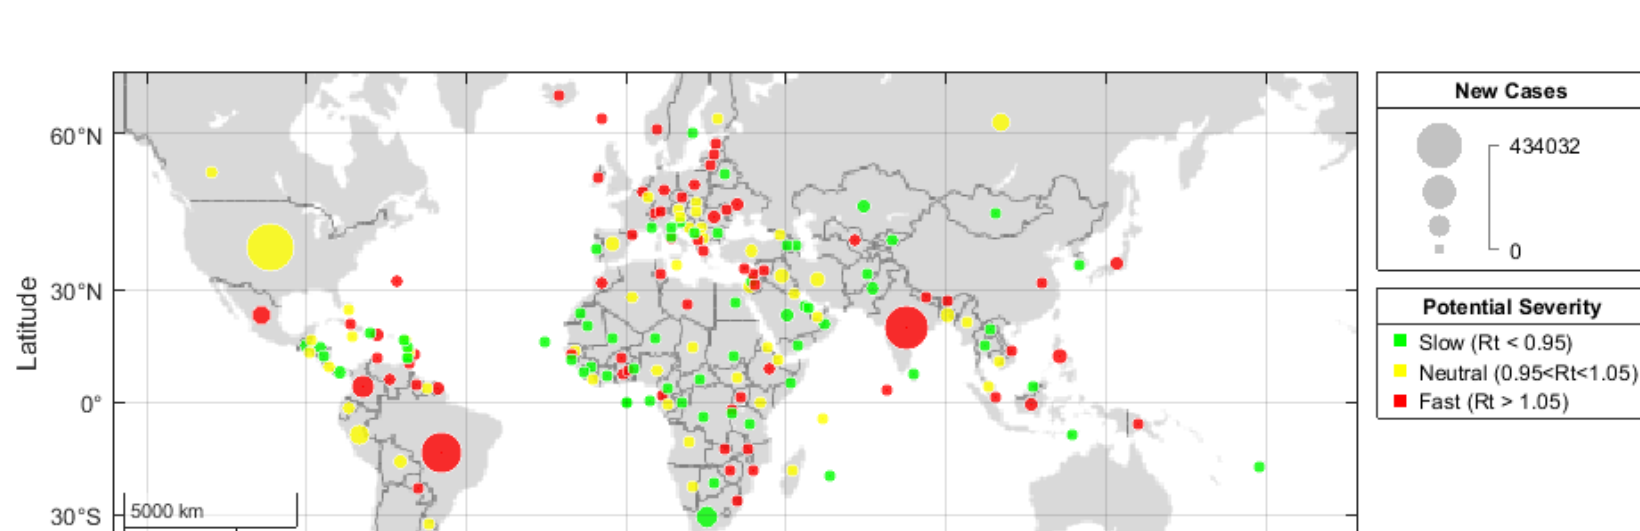 New Cases
434032
0
Potential Severity
Slow (Rt < 0.95)
Neutral (0.95<Rt<1.05)
Fast (Rt > 1.05)
Latitude
60°N
30°N
0°
30°S
5000 km